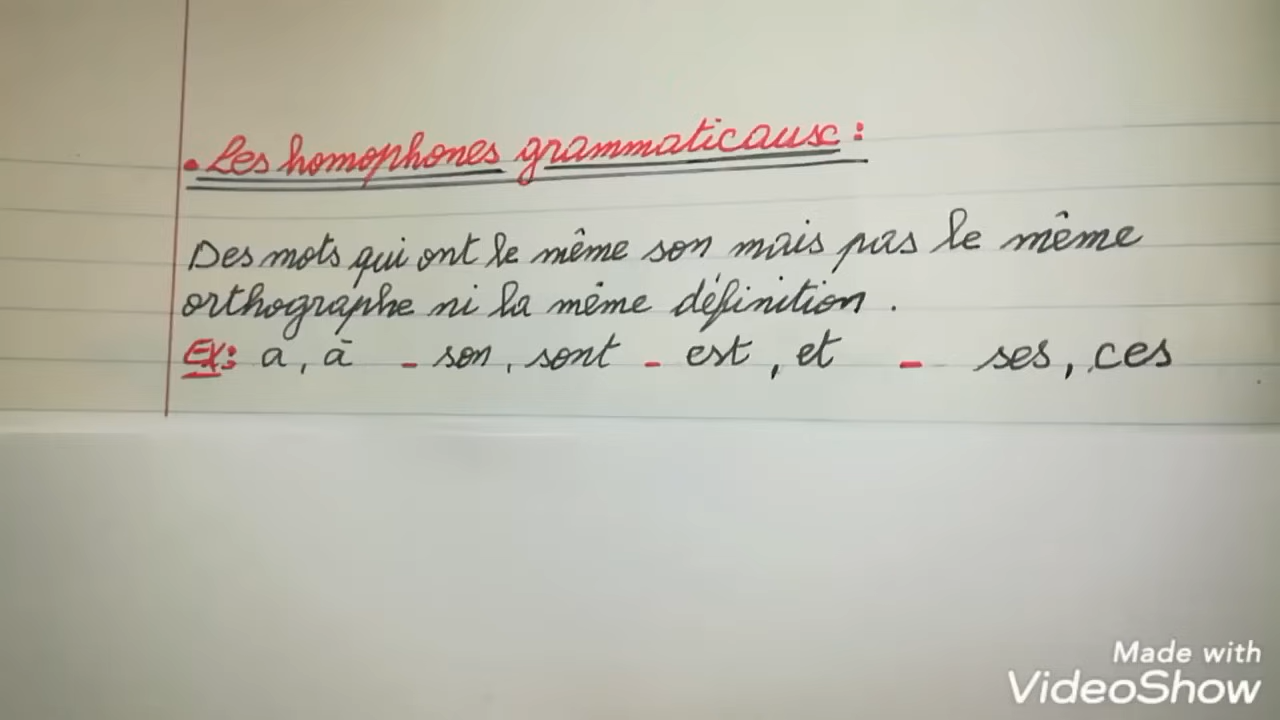 • Les homophones grammaticaux :
Des mots qui ont le même son mais pas le même
orthographe ni la même définition .
Ex: a, à - son, sont - est, et - ses, ces
Made with
VideoShow